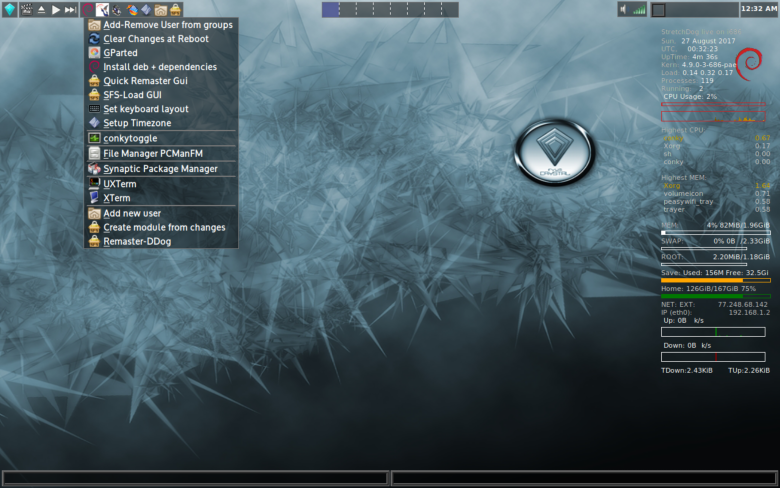 12:32 AM
Add-Remove User from groups
Clear Changes at Reboot
GParted
Install deb + dependencies
Quick Remaster Gui
SFS-Load GUI
Set keyboard layout
Setup Timezone
conkytoggle
File Manager PCManFM
Synaptic Package Manager
UXTerm
XTerm
Add new user
Create module from changes
Remaster-DDog
CRYSTAL
Sun, 27 August 2017
UTC: 00:32:23
UpTime 4m 36s
Kern: 4.9.0-3-686-pae
Load: 0.14 0.32 0.17
Processes: 119
Running: 2
CPU Usage: 2%
Highest CPU
Xorg 0.17
sh 0.00
conky 0.00
Highest MEM
Xorg
volumeicon 0.71
peasywifi_tray 0.58
trayer 0.58
MEM: 4% 82MiB/1.96GiB
SWAP: 0% 0B /2.33GiB
ROOT: 2.20MiB/1.18GiB
Save: Used: 156M Free: 32.5Gi
Home: 126GiB/167GiB 75%
NET: EXT: 77.248.68.142
IP (eth0): 192.168.1.2
Up: 0B k/s
Down: 0B k/s
TDown:2.43KiB TUp:2.26KiB